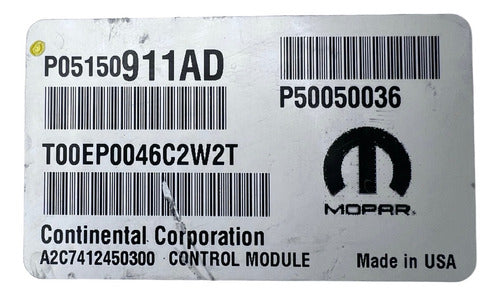 P05150911AD
P50050036
T00EP0046C2W2T
MOPAR
Continental Corporation
A2C7412450300 CONTROL MODULE
Made in USA